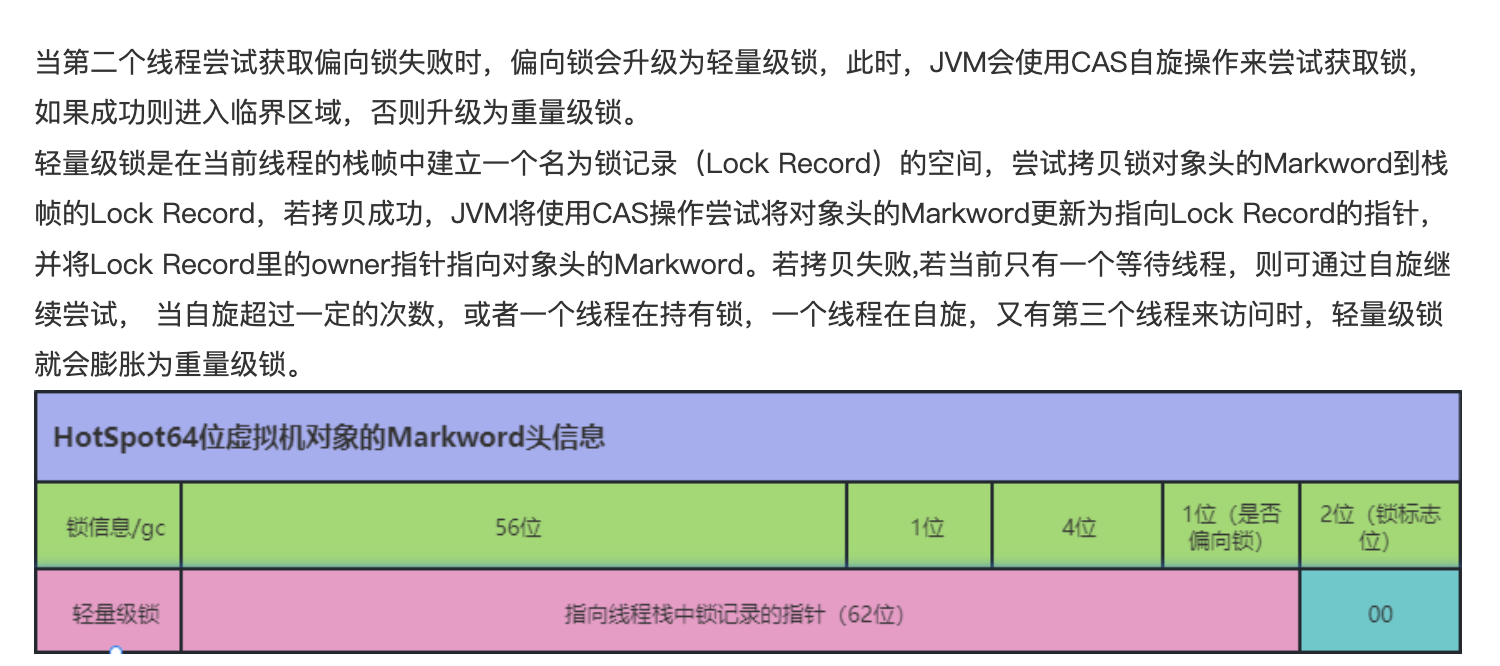 当第二个线程尝试获取偏向锁失败时，偏向锁会升级为轻量级锁，此时，JVM会使用CAS自旋操作来尝试获取锁，
如果成功则进入临界区域，否则升级为重量级锁。
轻量级锁是在当前线程的栈帧中建立一个名为锁记录（Lock Record）的空间，尝试拷贝锁对象头的Markword到栈
帧的Lock Record，若拷贝成功，JVM将使用CAS操作尝试将对象头的Markword更新为指向Lock Record的指针，
并将Lock Record里的owner指针指向对象头的Markword。若拷贝失败,若当前只有一个等待线程，则可通过自旋继
续尝试， 当自旋超过一定的次数，或者一个线程在持有锁，一个线程在自旋，又有第三个线程来访问时，轻量级锁
就会膨胀为重量级锁。
HotSpot64位虚拟机对象的Markword头信息
锁信息/gc 56位 1位 4位 1位（是否偏向锁） 2位（锁标志位）
轻量级锁 指向线程栈中锁记录的指针（62位） 00